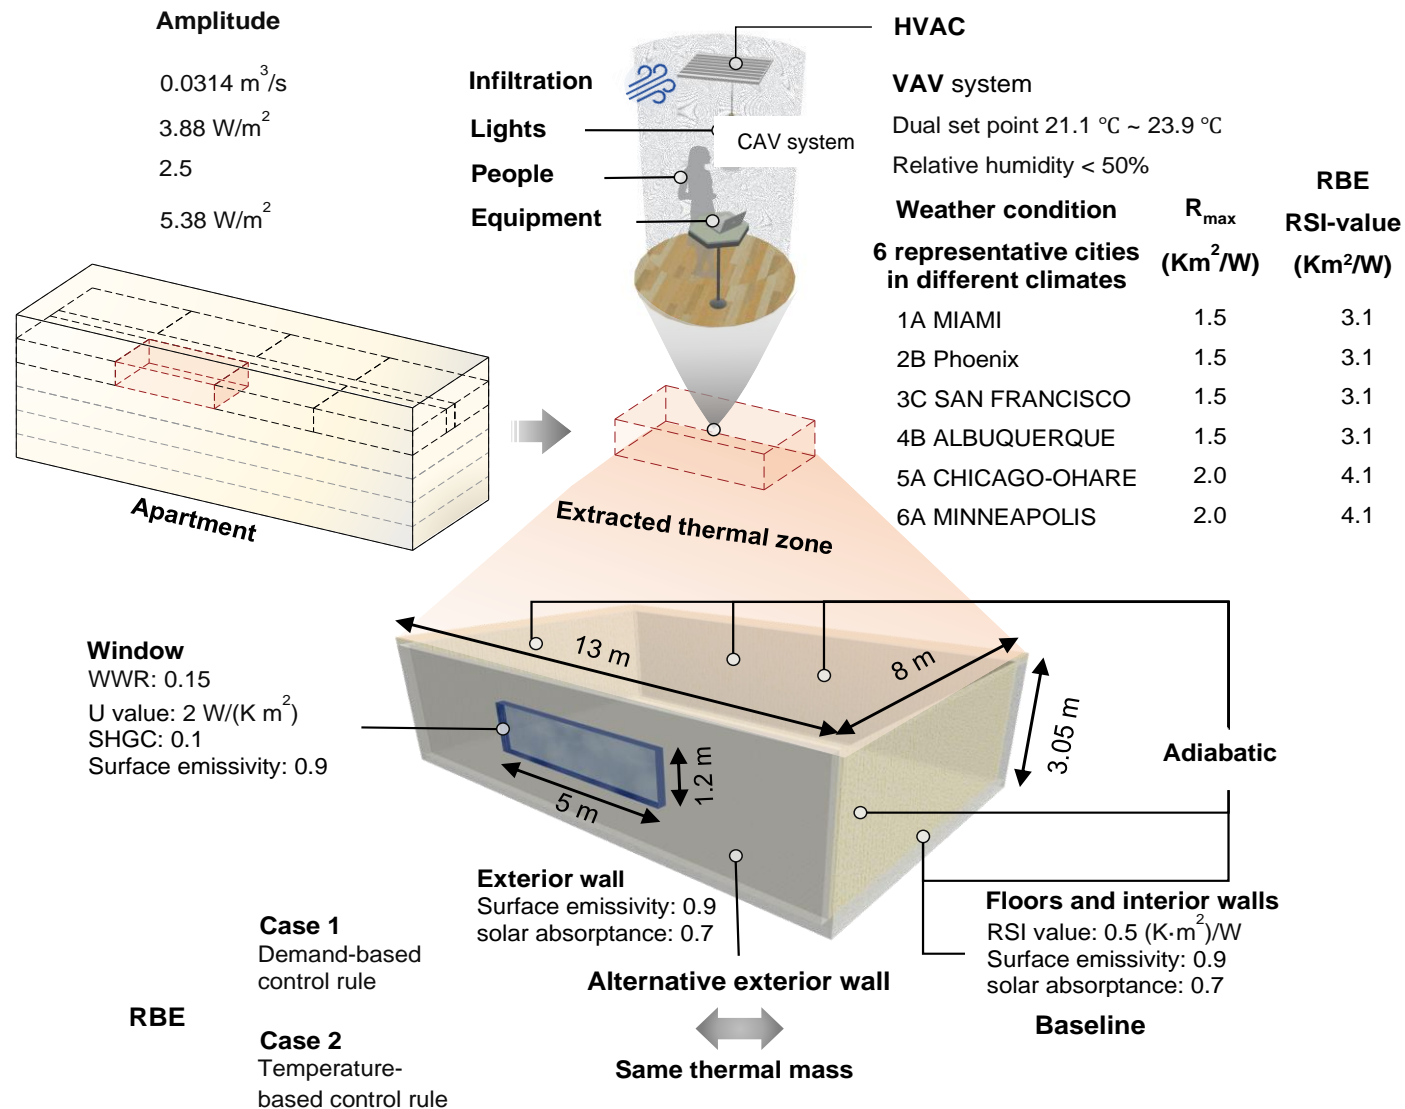 Amplitude
0.0314 m³/s
3.88 W/m²
2.5
5.38 W/m²
Infiltration
Lights
People
Equipment
CAV system
HVAC
VAV system
Dual set point 21.1 ℃ ~ 23.9 ℃
Relative humidity < 50%
Weather condition
6 representative cities
in different climates
R_max
(Km²/W)
RBE
RSI-value
(Km²/W)
1A MIAMI 1.5 3.1
2B Phoenix 1.5 3.1
3C SAN FRANCISCO 1.5 3.1
4B ALBUQUERQUE 1.5 3.1
5A CHICAGO-OHARE 2.0 4.1
6A MINNEAPOLIS 2.0 4.1
Apartment
Extracted thermal zone
Window
WWR: 0.15
U value: 2 W/(K m²)
SHGC: 0.1
Surface emissivity: 0.9
13 m
8 m
3.05 m
5 m
1.2 m
Adiabatic
Exterior wall
Surface emissivity: 0.9
solar absorptance: 0.7
Floors and interior walls
RSI value: 0.5 (K·m²)/W
Surface emissivity: 0.9
solar absorptance: 0.7
RBE
Case 1
Demand-based
control rule
Case 2
Temperature-
based control rule
Alternative exterior wall
Same thermal mass
Baseline